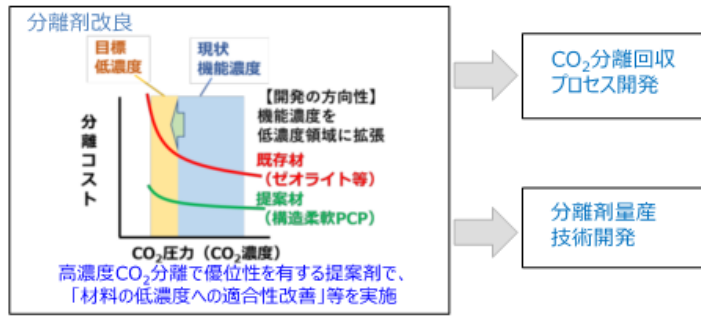 分離剤改良
目標
低濃度
現状
機能濃度
【開発の方向性】
機能濃度を
低濃度領域に拡張
分離コスト
既存材
（ゼオライト等）
提案材
（構造柔軟PCP）
CO₂圧力（CO₂濃度）
高濃度CO₂分離で優位性を有する提案剤で、
「材料の低濃度への適合性改善」等を実施
CO₂分離回収
プロセス開発
分離剤量産
技術開発